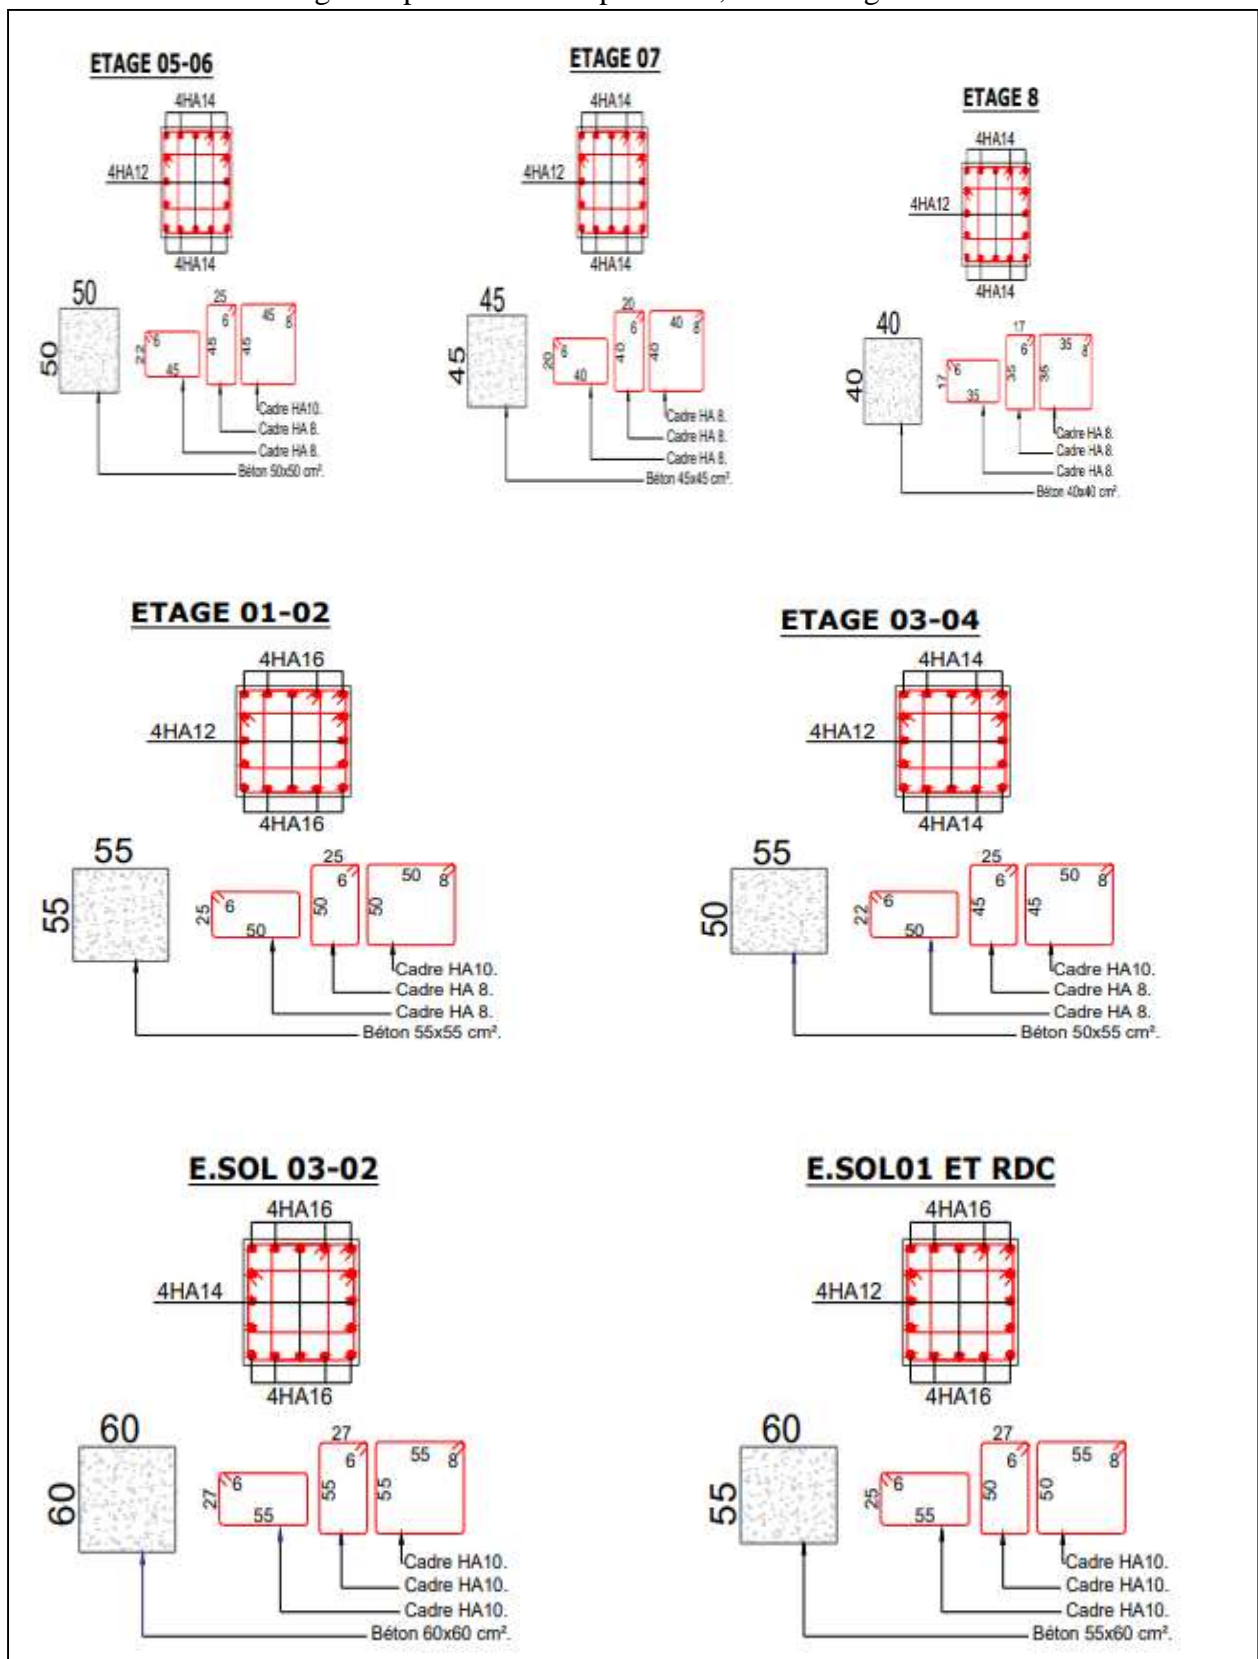 ETAGE 05-06
4HA14
4HA12
4HA14
50
50
22
6
45
25
6
45
45
45
8
Cadre HA10.
Cadre HA 8.
Cadre HA 8.
Béton 50x50 cm².
ETAGE 07
4HA14
4HA12
4HA14
45
45
20
6
40
20
6
40
40
40
8
Cadre HA 8.
Cadre HA 8.
Cadre HA 8.
Béton 45x45 cm².
ETAGE 8
4HA14
4HA12
4HA14
40
40
17
6
35
17
6
35
35
35
8
Cadre HA 8.
Cadre HA 8.
Cadre HA 8.
Béton 40x40 cm².
ETAGE 01-02
4HA16
4HA12
4HA16
55
55
25
6
50
25
6
50
50
50
8
Cadre HA10.
Cadre HA 8.
Cadre HA 8.
Béton 55x55 cm².
ETAGE 03-04
4HA14
4HA12
4HA14
55
50
22
6
50
25
6
45
50
45
8
Cadre HA10.
Cadre HA 8.
Cadre HA 8.
Béton 50x55 cm².
E.SOL 03-02
4HA16
4HA14
4HA16
60
60
27
6
55
27
6
55
55
55
8
Cadre HA10.
Cadre HA10.
Cadre HA10.
Béton 60x60 cm².
E.SOL01 ET RDC
4HA16
4HA12
4HA16
60
55
25
6
55
27
6
50
55
50
8
Cadre HA10.
Cadre HA10.
Cadre HA10.
Béton 55x60 cm².